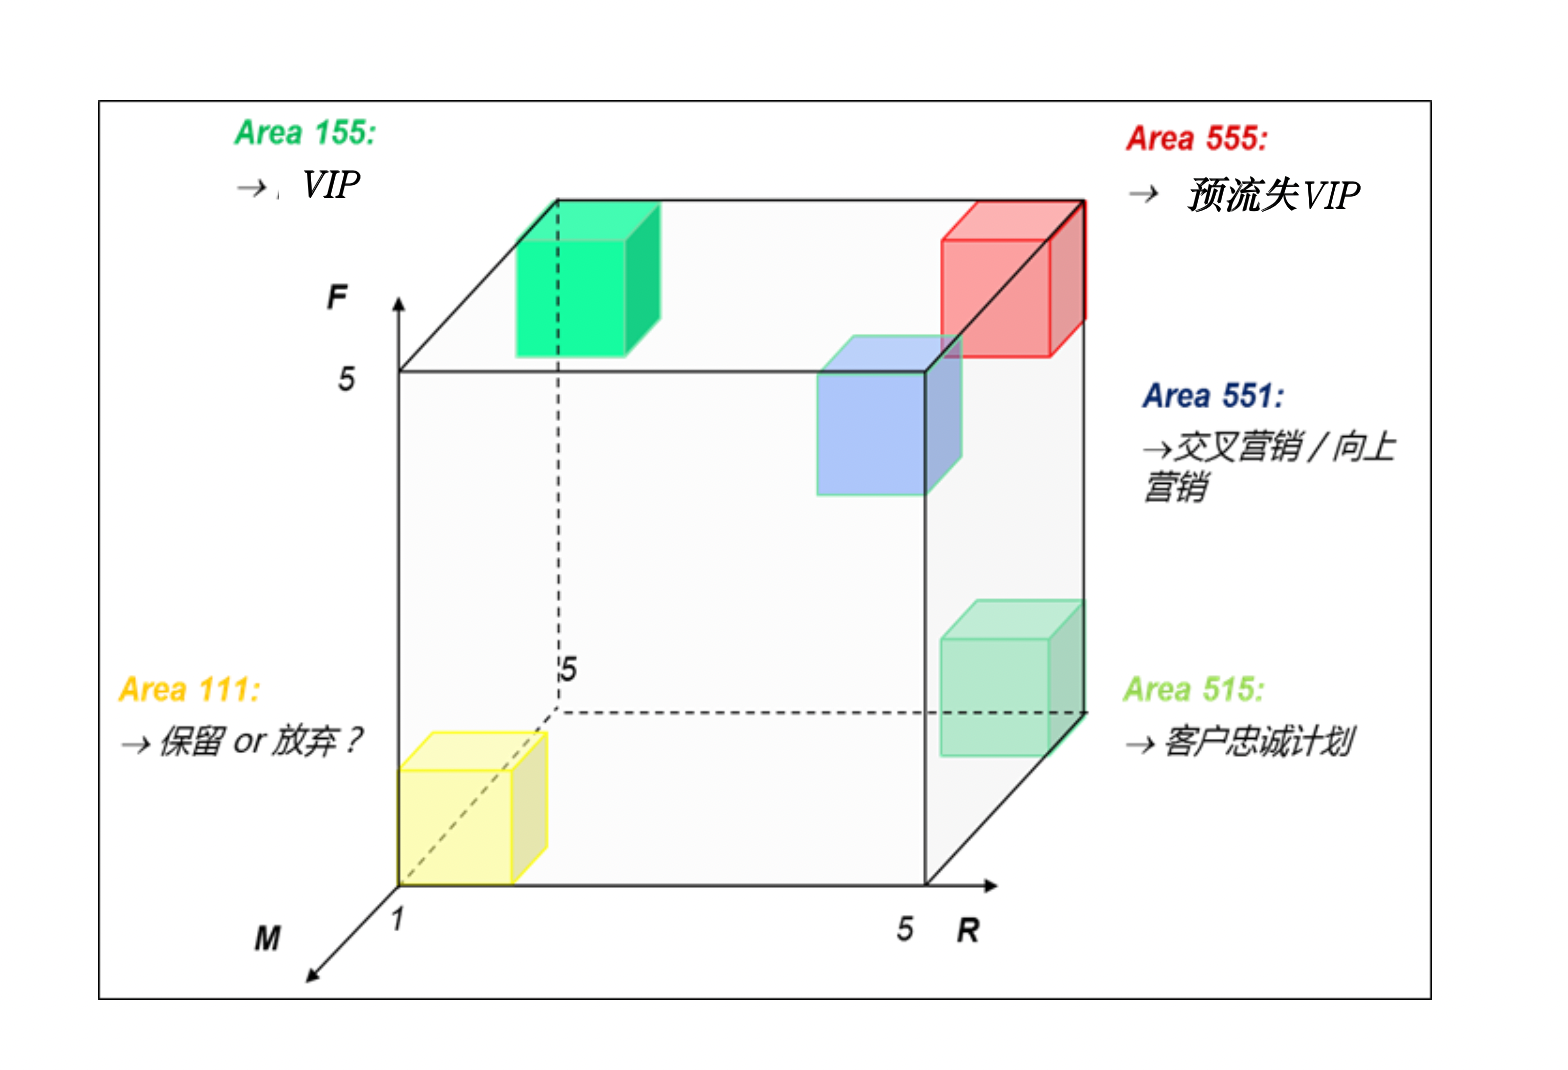 Area 155:
→ VIP
Area 555:
→ 预流失VIP
F
5
Area 551:
→交叉营销 / 向上
营销
5
Area 111:
→ 保留 or 放弃？
Area 515:
→ 客户忠诚计划
1
5 R
M